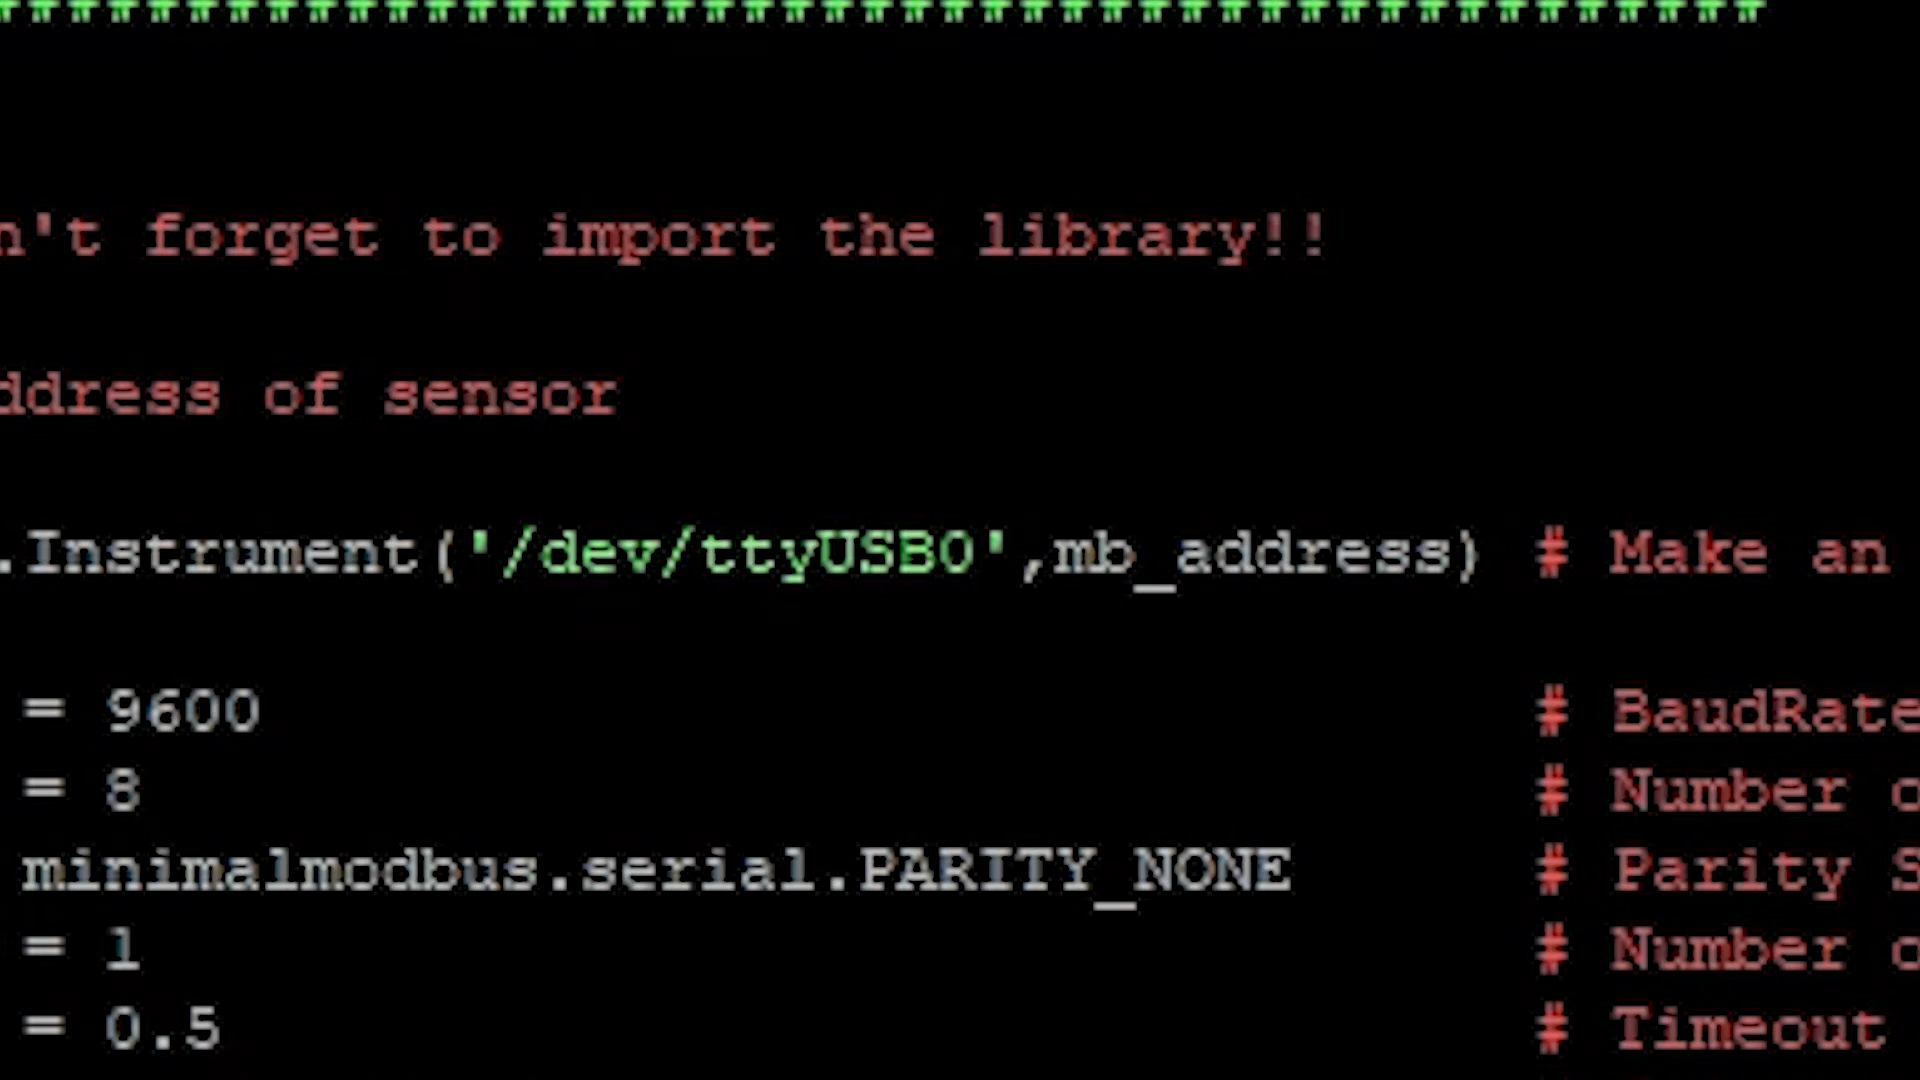 n't forget to import the library!!
ddress of sensor
.Instrument('/dev/ttyUSB0',mb_address) # Make an
= 9600 # BaudRate
= 8 # Number o
minimalmodbus.serial.PARITY_NONE # Parity S
= 1 # Number o
= 0.5 # Timeout